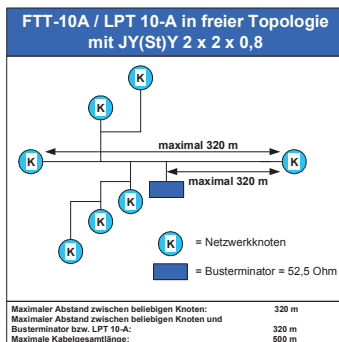 FTT-10A / LPT 10-A in freier Topologie
mit JY(St)Y 2 x 2 x 0,8
K
K
maximal 320 m
K
K
maximal 320 m
K
K
K
K
= Netzwerkknoten
= Busterminator = 52,5 Ohm
Maximaler Abstand zwischen beliebigen Knoten: 320 m
Maximaler Abstand zwischen beliebigen Knoten und
Busterminator bzw. LPT 10-A: 320 m
Maximale Kabelgesamtlänge: 500 m